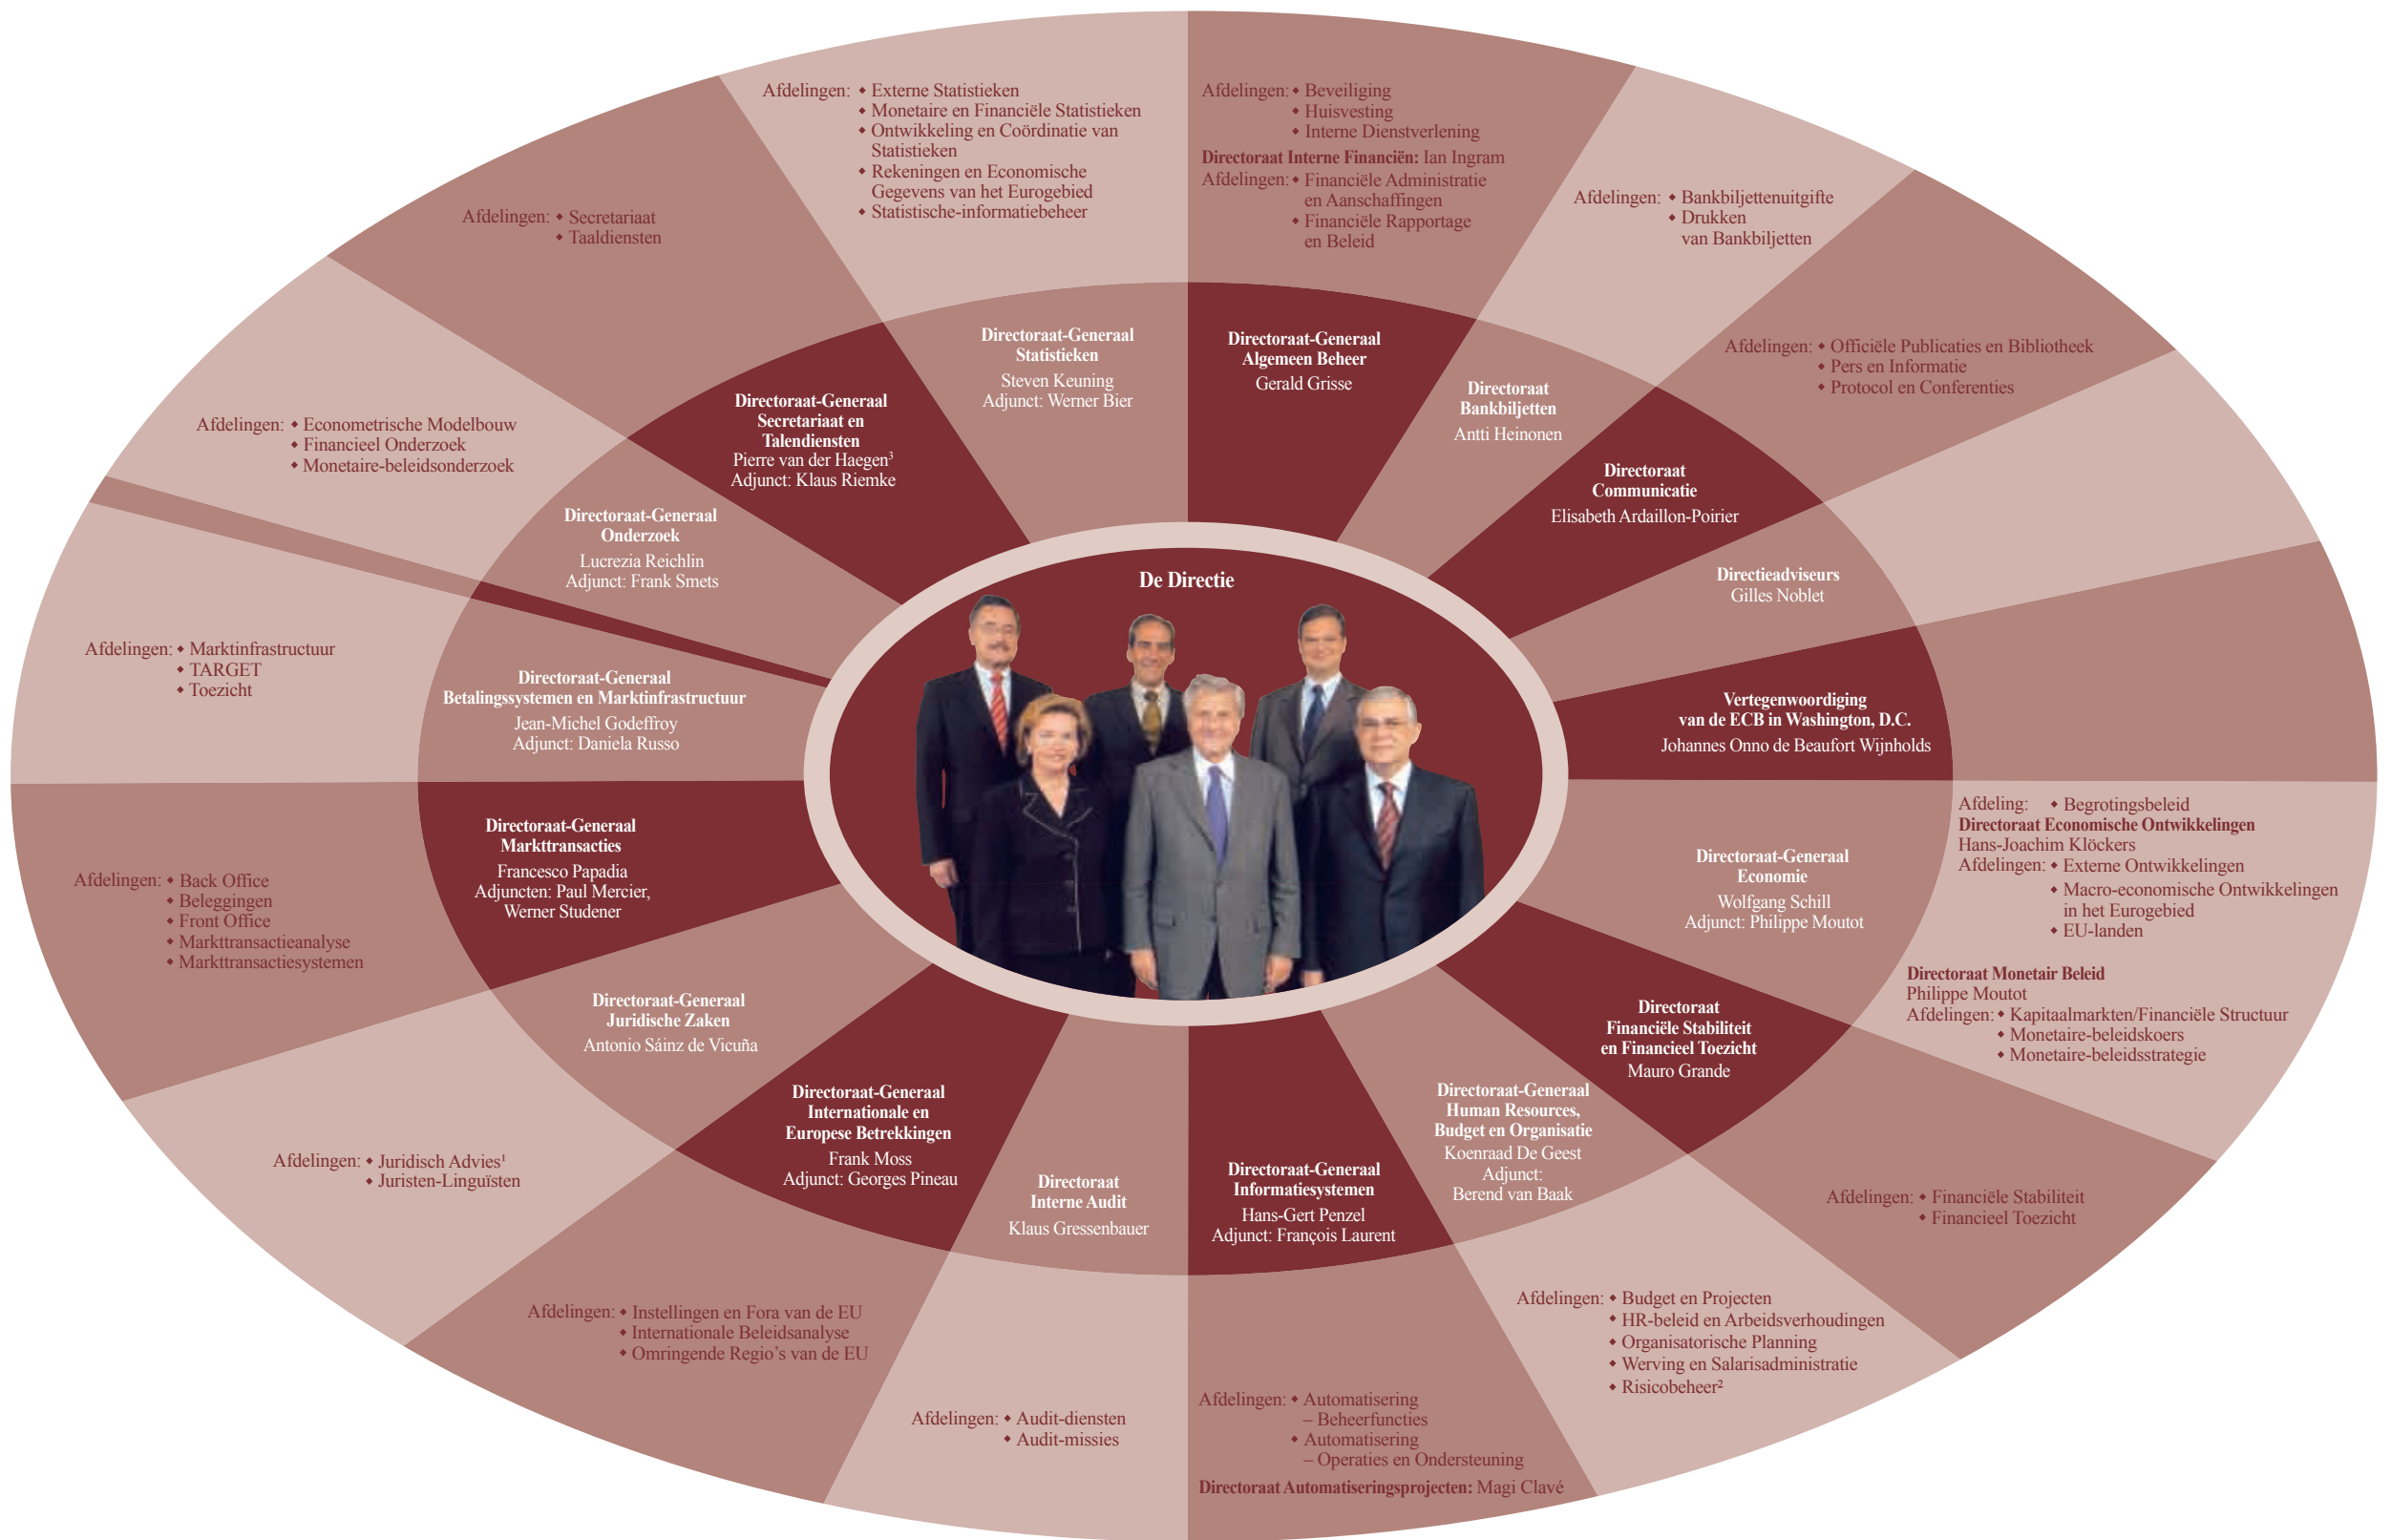 De Directie
Afdelingen: ◆ Beveiliging
◆ Huisvesting
◆ Interne Dienstverlening
Directoraat Interne Financiën: Ian Ingram
Afdelingen: ◆ Financiële Administratie
en Aanschaffingen
◆ Financiële Rapportage
en Beleid
Directoraat-Generaal
Algemeen Beheer
Gerald Grisse
Afdelingen: ◆ Bankbiljettenuitgifte
◆ Drukken
van Bankbiljetten
Directoraat
Bankbiljetten
Antti Heinonen
Afdelingen: ◆ Officiële Publicaties en Bibliotheek
◆ Pers en Informatie
◆ Protocol en Conferenties
Directoraat
Communicatie
Elisabeth Ardaillon-Poirier
Directieadviseurs
Gilles Noblet
Vertegenwoordiging
van de ECB in Washington, D.C.
Johannes Onno de Beaufort Wijnholds
Directoraat-Generaal
Economie
Wolfgang Schill
Adjunct: Philippe Moutot
Afdeling: ◆ Begrotingsbeleid
Directoraat Economische Ontwikkelingen
Hans-Joachim Klöckers
Afdelingen: ◆ Externe Ontwikkelingen
◆ Macro-economische Ontwikkelingen
in het Eurogebied
◆ EU-landen
Directoraat Monetair Beleid
Philippe Moutot
Afdelingen: ◆ Kapitaalmarkten/Financiële Structuur
◆ Monetaire-beleidskoers
◆ Monetaire-beleidsstrategie
Directoraat
Financiële Stabiliteit
en Financieel Toezicht
Mauro Grande
Afdelingen: ◆ Financiële Stabiliteit
◆ Financieel Toezicht
Directoraat-Generaal
Human Resources,
Budget en Organisatie
Koenraad De Geest
Adjunct:
Berend van Baak
Afdelingen: ◆ Budget en Projecten
◆ HR-beleid en Arbeidsverhoudingen
◆ Organisatorische Planning
◆ Werving en Salarisadministratie
◆ Risicobeheer²
Directoraat-Generaal
Informatiesystemen
Hans-Gert Penzel
Adjunct: François Laurent
Afdelingen: ◆ Automatisering
– Beheerfuncties
◆ Automatisering
– Operaties en Ondersteuning
Directoraat Automatiseringsprojecten: Magi Clavé
Directoraat
Interne Audit
Klaus Gressenbauer
Afdelingen: ◆ Audit-diensten
◆ Audit-missies
Directoraat-Generaal
Internationale en
Europese Betrekkingen
Frank Moss
Adjunct: Georges Pineau
Afdelingen: ◆ Instellingen en Fora van de EU
◆ Internationale Beleidsanalyse
◆ Omringende Regio's van de EU
Directoraat-Generaal
Juridische Zaken
Antonio Sáinz de Vicuña
Afdelingen: ◆ Juridisch Advies¹
◆ Juristen-Linguïsten
Directoraat-Generaal
Markttransacties
Francesco Papadia
Adjuncten: Paul Mercier,
Werner Studener
Afdelingen: ◆ Back Office
◆ Beleggingen
◆ Front Office
◆ Markttransactieanalyse
◆ Markttransactiesystemen
Directoraat-Generaal
Betalingssystemen en Marktinfrastructuur
Jean-Michel Godeffroy
Adjunct: Daniela Russo
Afdelingen: ◆ Marktinfrastructuur
◆ TARGET
◆ Toezicht
Directoraat-Generaal
Onderzoek
Lucrezia Reichlin
Adjunct: Frank Smets
Afdelingen: ◆ Econometrische Modelbouw
◆ Financieel Onderzoek
◆ Monetaire-beleidsonderzoek
Directoraat-Generaal
Secretariaat en
Talendiensten
Pierre van der Haegen³
Adjunct: Klaus Riemke
Afdelingen: ◆ Secretariaat
◆ Taaldiensten
Directoraat-Generaal
Statistieken
Steven Keuning
Adjunct: Werner Bier
Afdelingen: ◆ Externe Statistieken
◆ Monetaire en Financiële Statistieken
◆ Ontwikkeling en Coördinatie van
Statistieken
◆ Rekeningen en Economische
Gegevens van het Eurogebied
◆ Statistische-informatiebeheer